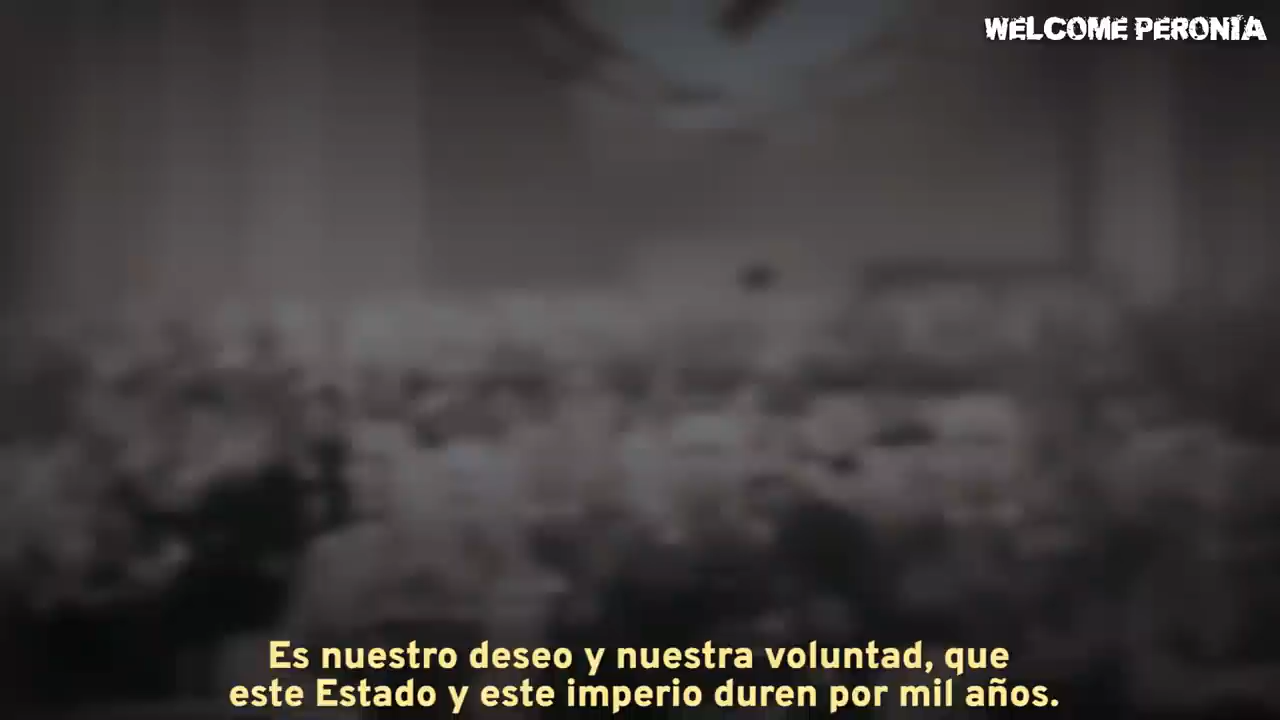 WELCOME PERONIA
Es nuestro deseo y nuestra voluntad, que
este Estado y este imperio duren por mil años.